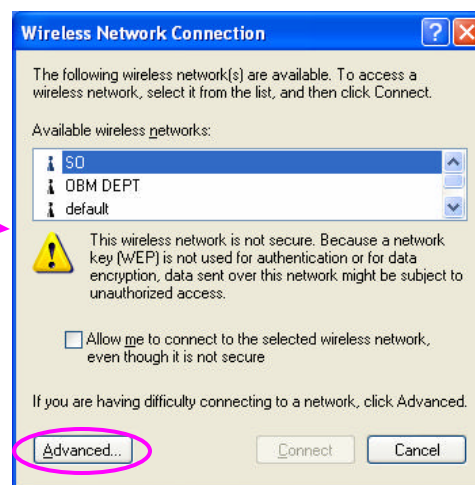 Wireless Network Connection
The following wireless network(s) are available. To access a
wireless network, select it from the list, and then click Connect.
Available wireless networks:
SO
OBM DEPT
default
This wireless network is not secure. Because a network
key (WEP) is not used for authentication or for data
encryption, data sent over this network might be subject to
unauthorized access.
Allow me to connect to the selected wireless network,
even though it is not secure
If you are having difficulty connecting to a network, click Advanced.
Advanced... Connect Cancel